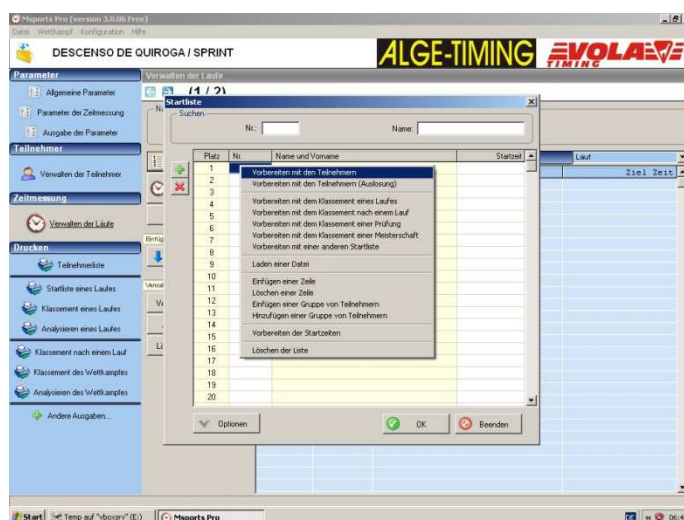 Msports Pro (version 3.0.06 Free)
Datei Wettkampf Konfiguration Hilfe
DESCENSO DE QUIROGA / SPRINT
ALGE-TIMING
VOLA
TIMING
Parameter
Allgemeine Parameter
Parameter der Zeitmessung
Ausgabe der Parameter
Teilnehmer
Verwalten der Teilnehmer
Zeitmessung
Verwalten der Läufe
Drucken
Teilnehmerliste
Startliste eines Laufes
Klassement eines Laufes
Analysieren eines Laufes
Klassement nach einem Lauf
Klassement des Wettkampfes
Analysieren des Wettkampfes
Andere Ausgaben...
Verwalten der Läufe
(1 / 2)
Startliste
Suchen
Nr.:
Name:
Platz Nr. Name und Vorname Startzeit
1
2
3
4
5
6
7
8
9
10
11
12
13
14
15
16
17
18
19
20
Vorbereiten mit den Teilnehmern
Vorbereiten mit den Teilnehmern (Auslosung)
Vorbereiten mit dem Klassement eines Laufes
Vorbereiten mit dem Klassement nach einem Lauf
Vorbereiten mit dem Klassement einer Prüfung
Vorbereiten mit dem Klassement einer Meisterschaft
Vorbereiten mit einer anderen Startliste
Laden einer Datei
Einfügen einer Zeile
Löschen einer Zeile
Einfügen einer Gruppe von Teilnehmern
Hinzufügen einer Gruppe von Teilnehmern
Vorbereiten der Startzeiten
Löschen der Liste
Optionen
OK
Beenden
Lauf
Ziel Zeit
Start
Temp auf "vboxsrv" (E:)
Msports Pro
DE
06:4